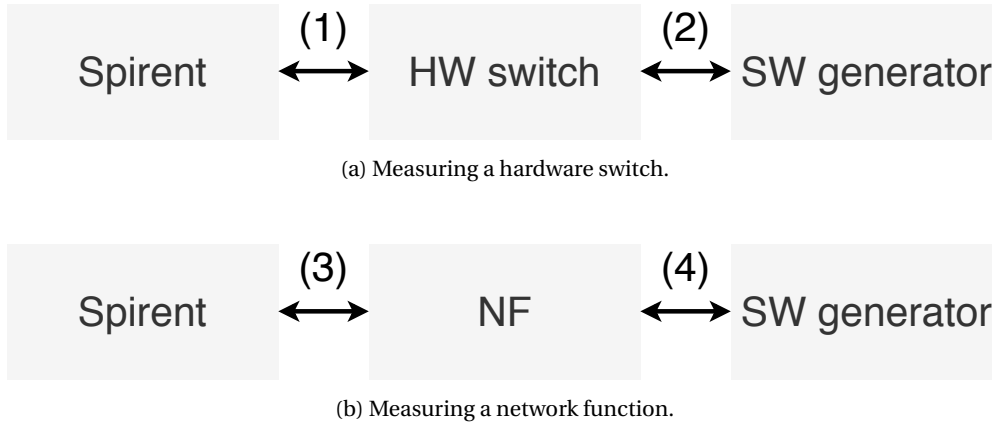 (1) (2)
Spirent HW switch SW generator
(a) Measuring a hardware switch.
(3) (4)
Spirent NF SW generator
(b) Measuring a network function.